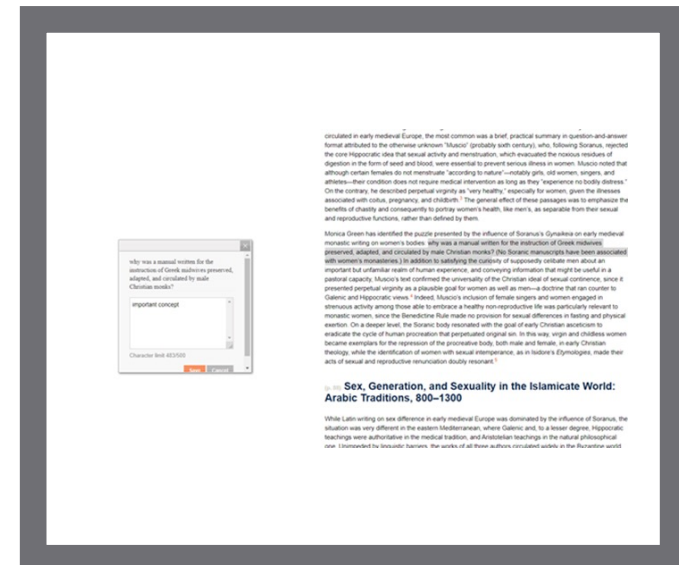 why was a manual written for the
instruction of Greek midwives preserved,
adapted, and circulated by male
Christian monks?
important concept
Character limit 483/500
Save Cancel
circulated in early medieval Europe, the most common was a brief, practical summary in question-and-answer
format attributed to the otherwise unknown "Muscio" (probably sixth century), who, following Soranus, rejected
the core Hippocratic idea that sexual activity and menstruation, which evacuated the noxious residues of
digestion in the form of seed and blood, were essential to prevent serious illness in women. Muscio noted that
although certain females do not menstruate "according to nature"—notably girls, old women, singers, and
athletes—their condition does not require medical intervention as long as they "experience no bodily distress."
On the contrary, he described perpetual virginity as "very healthy," especially for women, given the illnesses
associated with coitus, pregnancy, and childbirth. The general effect of these passages was to emphasize the
benefits of chastity and consequently to portray women's health, like men's, as separable from their sexual
and reproductive functions, rather than defined by them.
Monica Green has identified the puzzle presented by the influence of Soranus's Gynaikeia on early medieval
monastic writing on women's bodies: why was a manual written for the instruction of Greek midwives
preserved, adapted, and circulated by male Christian monks? (No Soranic manuscripts have been associated
with women's monasteries.) In addition to satisfying the curiosity of supposedly celibate men about an
important but unfamiliar realm of human experience, and conveying information that might be useful in a
pastoral capacity, Muscio's text confirmed the universality of the Christian ideal of sexual continence, since it
presented perpetual virginity as a plausible goal for women as well as men—a doctrine that ran counter to
Galenic and Hippocratic views. Indeed, Muscio's inclusion of female singers and women engaged in
strenuous activity among those able to embrace a healthy non-reproductive life was particularly relevant to
monastic women, since the Benedictine Rule made no provision for sexual differences in fasting and physical
exertion. On a deeper level, the Soranic body resonated with the goal of early Christian asceticism to
eradicate the cycle of human procreation that perpetuated original sin. In this way, virgin and childless women
became exemplars for the repression of the procreative body, both male and female, in early Christian
theology, while the identification of women with sexual intemperance, as in Isidore's Etymologies, made their
acts of sexual and reproductive renunciation doubly resonant.
Sex, Generation, and Sexuality in the Islamicate World:
Arabic Traditions, 800–1300
While Latin writing on sex difference in early medieval Europe was dominated by the influence of Soranus, the
situation was very different in the eastern Mediterranean, where Galenic and, to a lesser degree, Hippocratic
teachings were authoritative in the medical tradition, and Aristotelian teachings in the natural philosophical
one. Unimpeded by linguistic barriers, the works of all three authors circulated widely in the Byzantine world